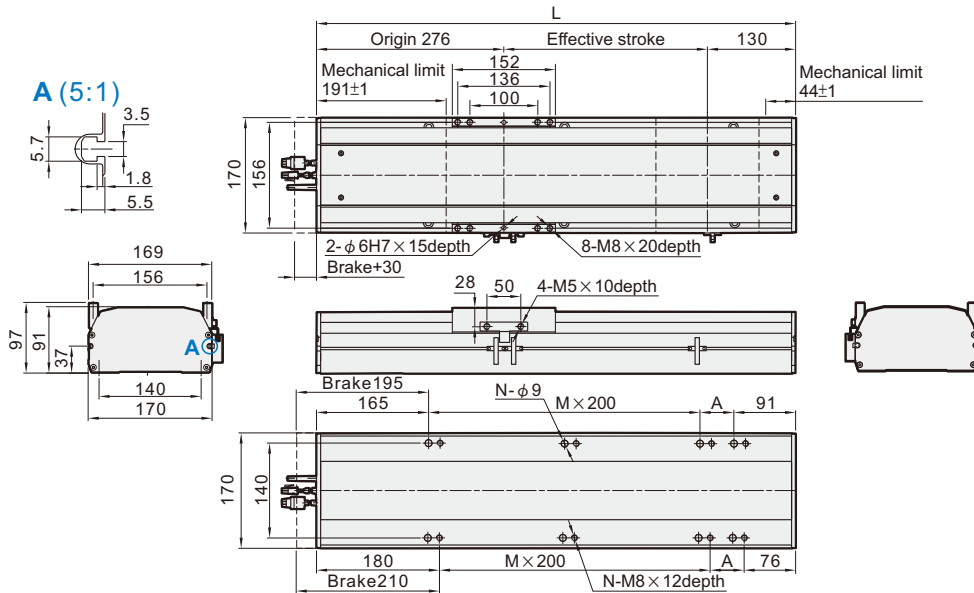 L
Origin 276
Effective stroke
130
Mechanical limit
191±1
152
136
100
Mechanical limit
44±1
A (5:1)
3.5
5.7
1.8
5.5
170
156
2-ϕ6H7×15depth
8-M8×20depth
Brake+30
169
156
97
91
37
A
140
170
28
50
4-M5×10depth
Brake195
165
N-ϕ9
M×200
A
91
170
140
180
M×200
A
76
Brake210
N-M8×12depth